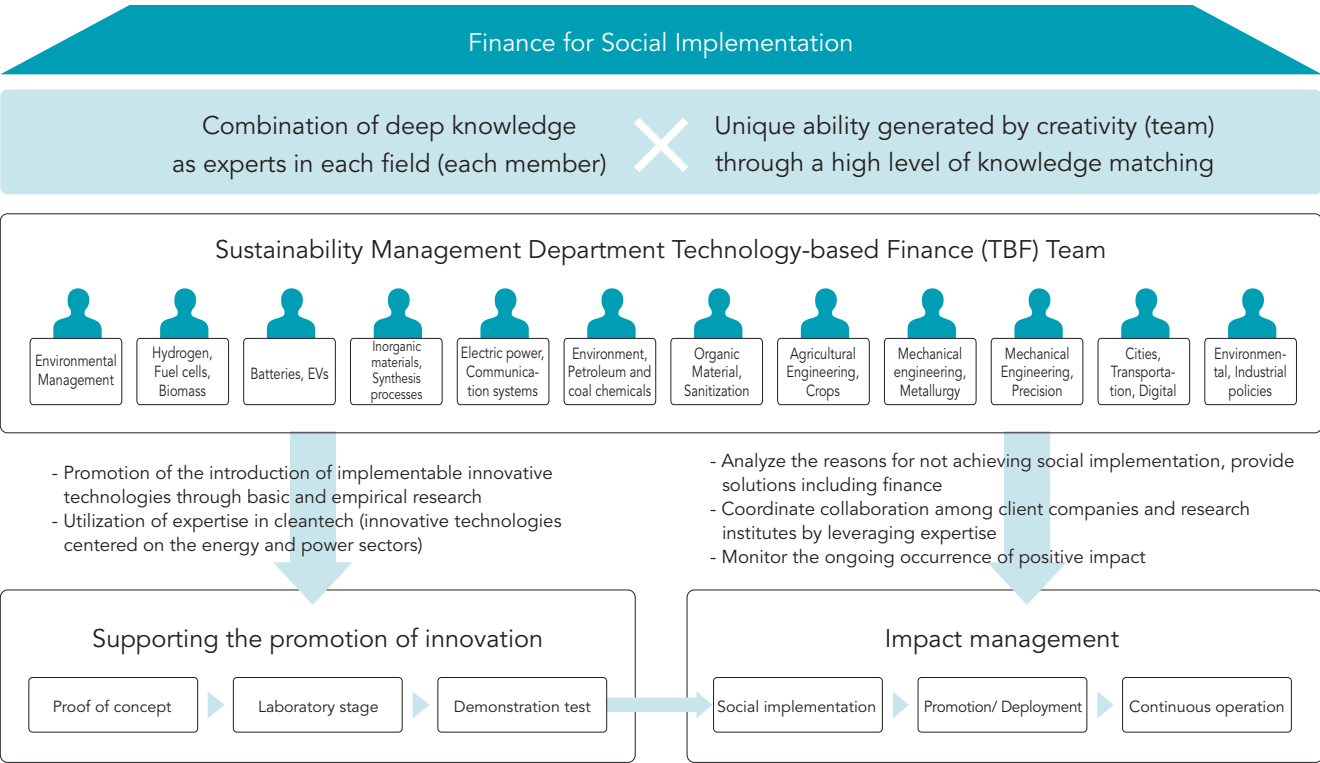 Finance for Social Implementation
Combination of deep knowledge
as experts in each field (each member)
Unique ability generated by creativity (team)
through a high level of knowledge matching
Sustainability Management Department Technology-based Finance (TBF) Team
Environmental
Management
Hydrogen,
Fuel cells,
Biomass
Batteries, EVs
Inorganic
materials,
Synthesis
processes
Electric power,
Communica-
tion systems
Environment,
Petroleum and
coal chemicals
Organic
Material,
Sanitization
Agricultural
Engineering,
Crops
Mechanical
engineering,
Metallurgy
Mechanical
Engineering,
Precision
Cities,
Transporta-
tion, Digital
Environmen-
tal, Industrial
policies
- Promotion of the introduction of implementable innovative
technologies through basic and empirical research
- Utilization of expertise in cleantech (innovative technologies
centered on the energy and power sectors)
- Analyze the reasons for not achieving social implementation, provide
solutions including finance
- Coordinate collaboration among client companies and research
institutes by leveraging expertise
- Monitor the ongoing occurrence of positive impact
Supporting the promotion of innovation
Proof of concept
Laboratory stage
Demonstration test
Impact management
Social implementation
Promotion/ Deployment
Continuous operation